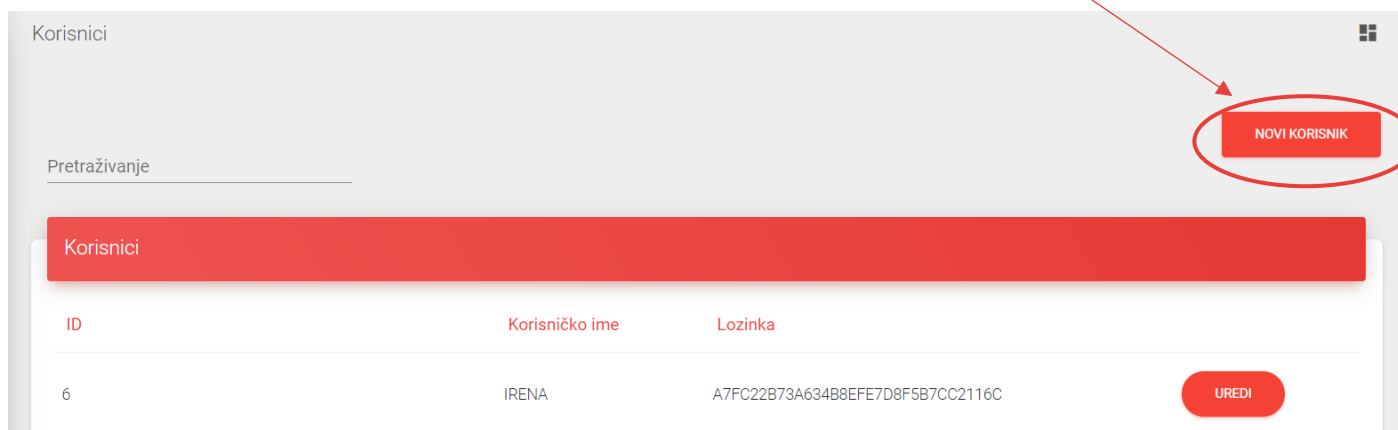 Korisnici
NOVI KORISNIK
Pretraživanje
Korisnici
ID Korisničko ime Lozinka
6 IRENA A7FC22B73A634B8EFE7D8F5B7CC2116C UREDI